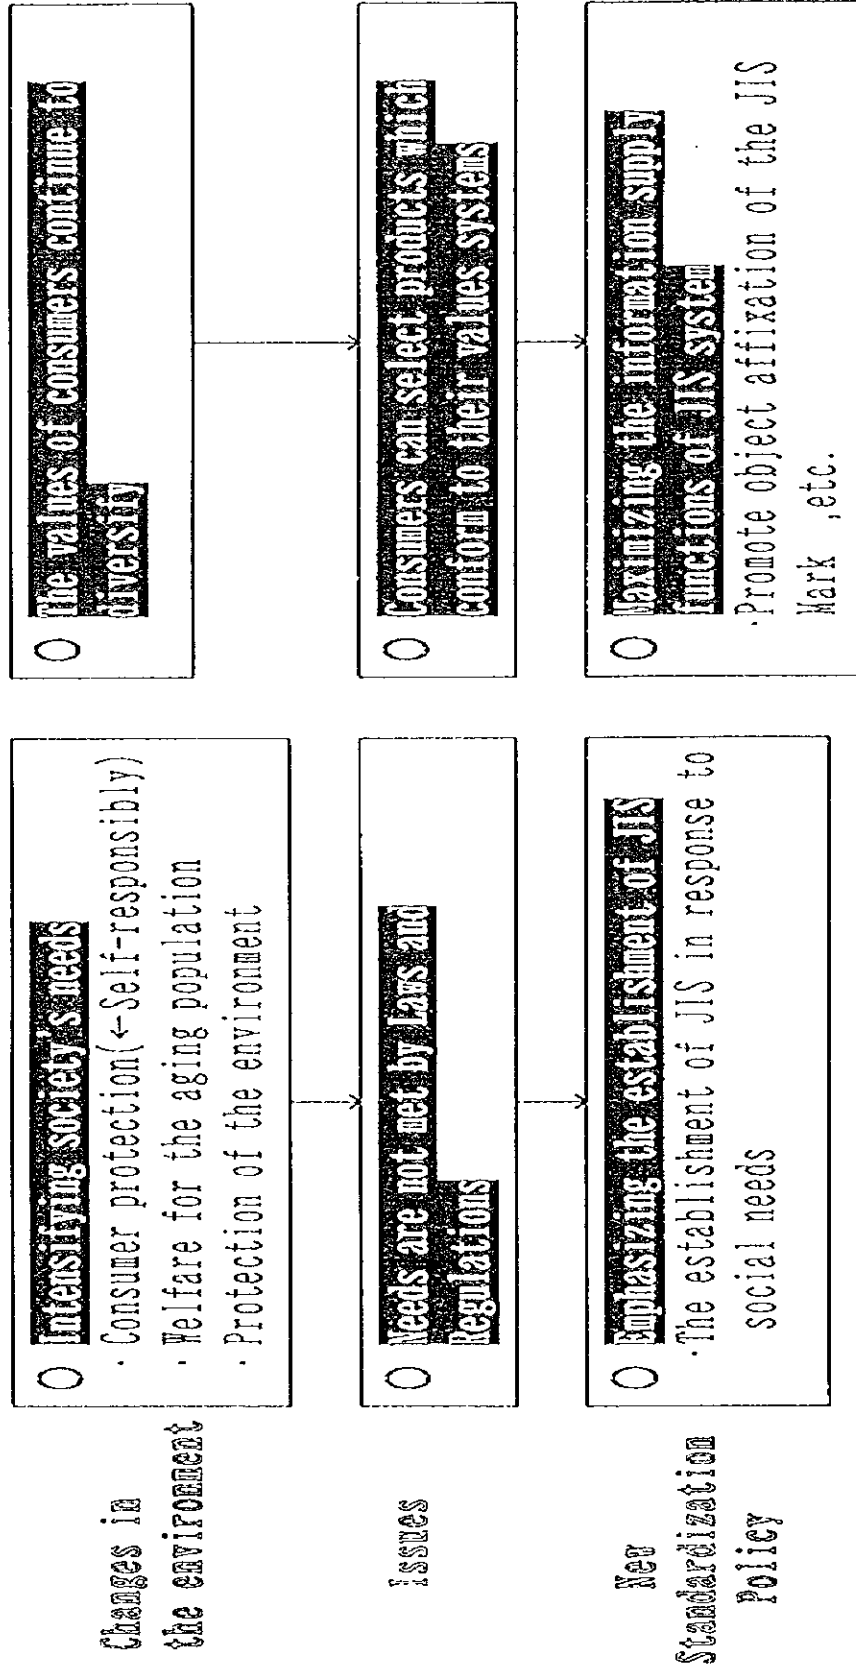 Changes in
the environment
○ Intensifying society's needs
· Consumer protection(←Self-responsibly)
· Welfare for the aging population
· Protection of the environment
○ The values of consumers continue to
diversify
Issues
○ Needs are not met by Laws and
Regulations
○ Consumers can select products which
conform to their values systems
New
Standardization
Policy
○ Emphasizing the establishment of JIS
·The establishment of JIS in response to
social needs
○ Maximizing the information supply
functions of JIS system
·Promote object affixation of the JIS
Mark ,etc.